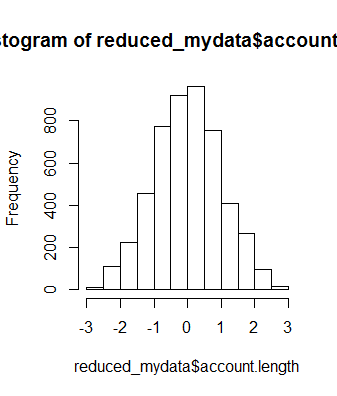 stogram of reduced_mydata$account.
800
600
400
200
0
Frequency
-3 -2 -1 0 1 2 3
reduced_mydata$account.length